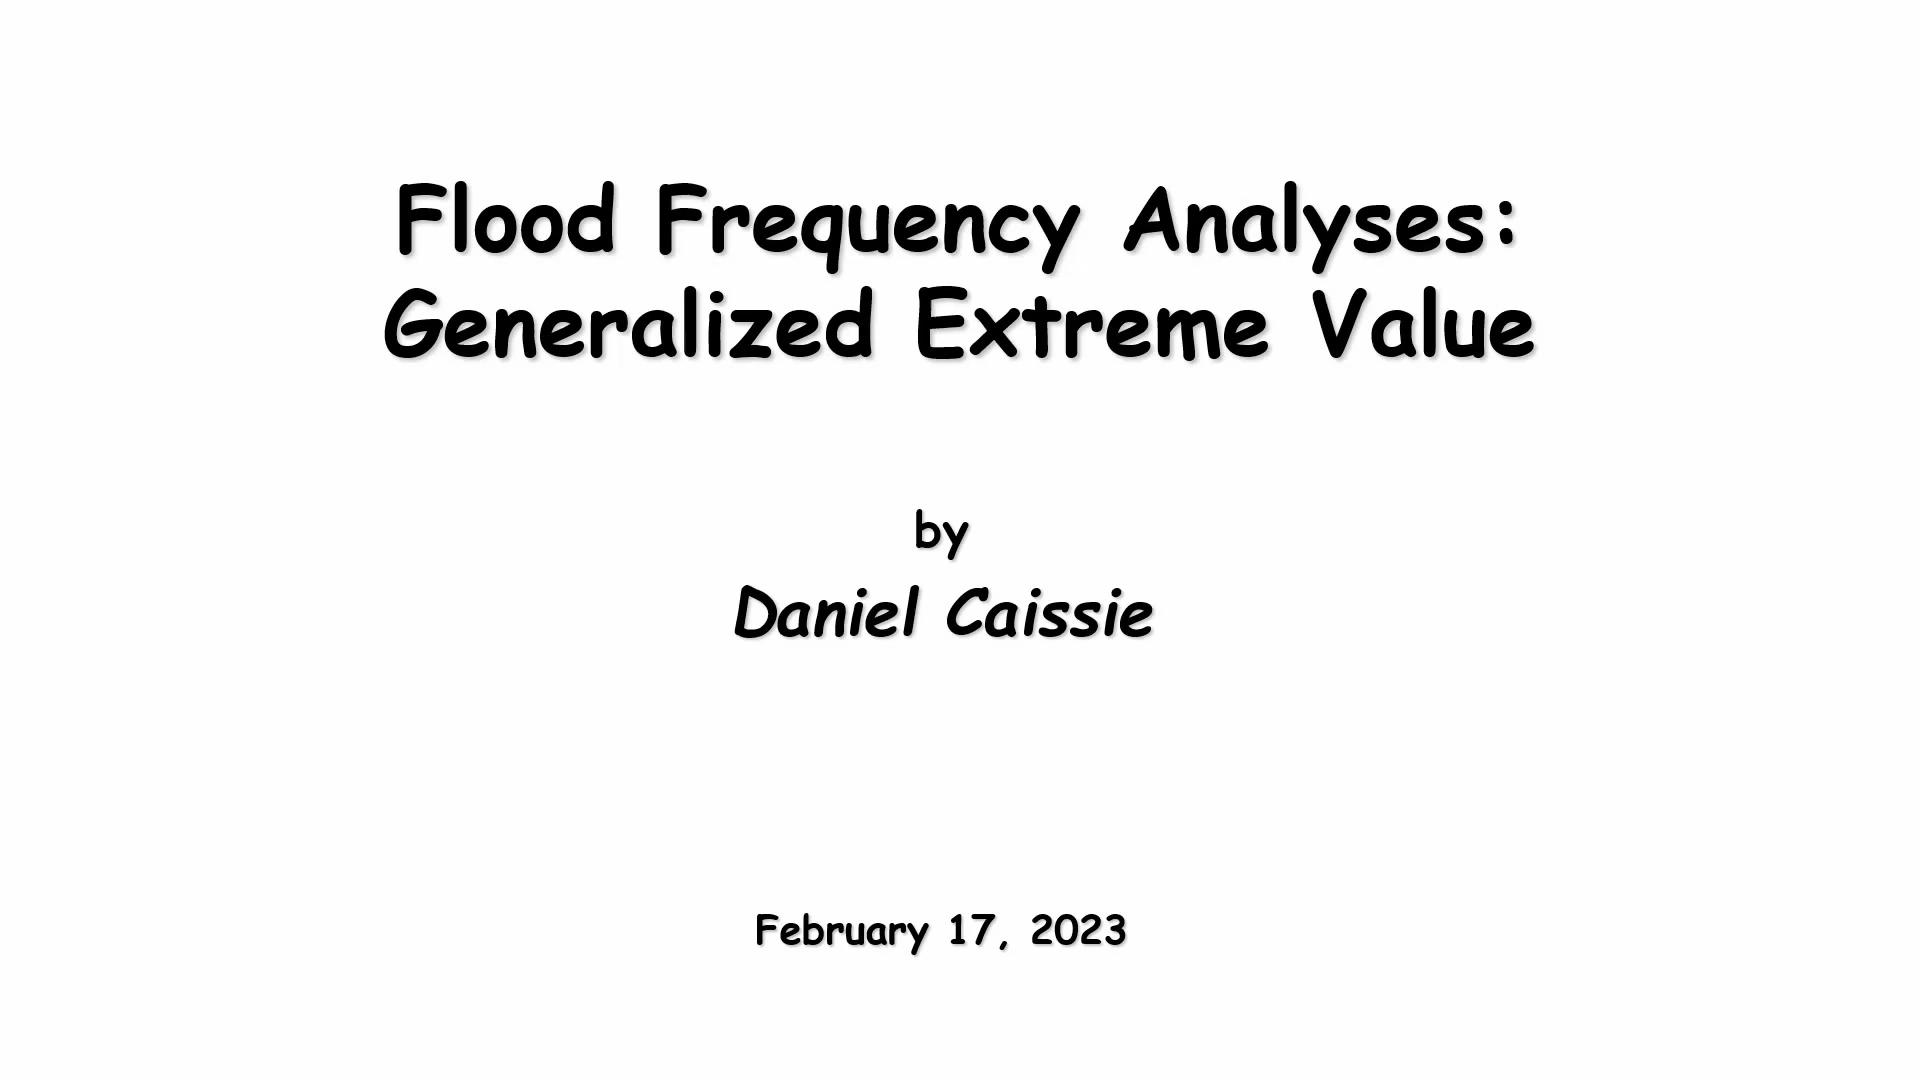 Flood Frequency Analyses:
Generalized Extreme Value
by
Daniel Caissie
February 17, 2023